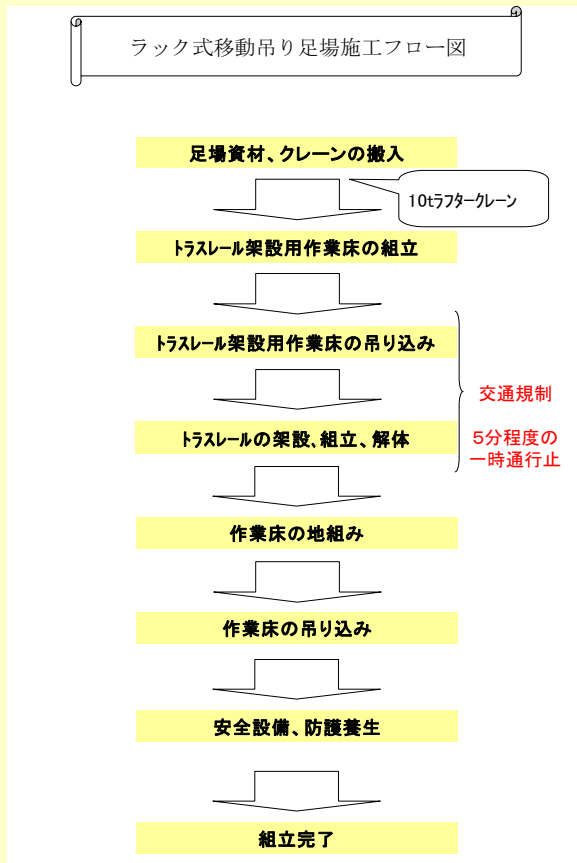 ラック式移動吊り足場施工フロー図
足場資材、クレーンの搬入
10tラフタークレーン
トラスレール架設用作業床の組立
トラスレール架設用作業床の吊り込み
交通規制
トラスレールの架設、組立、解体
5分程度の
一時通行止
作業床の地組み
作業床の吊り込み
安全設備、防護養生
組立完了